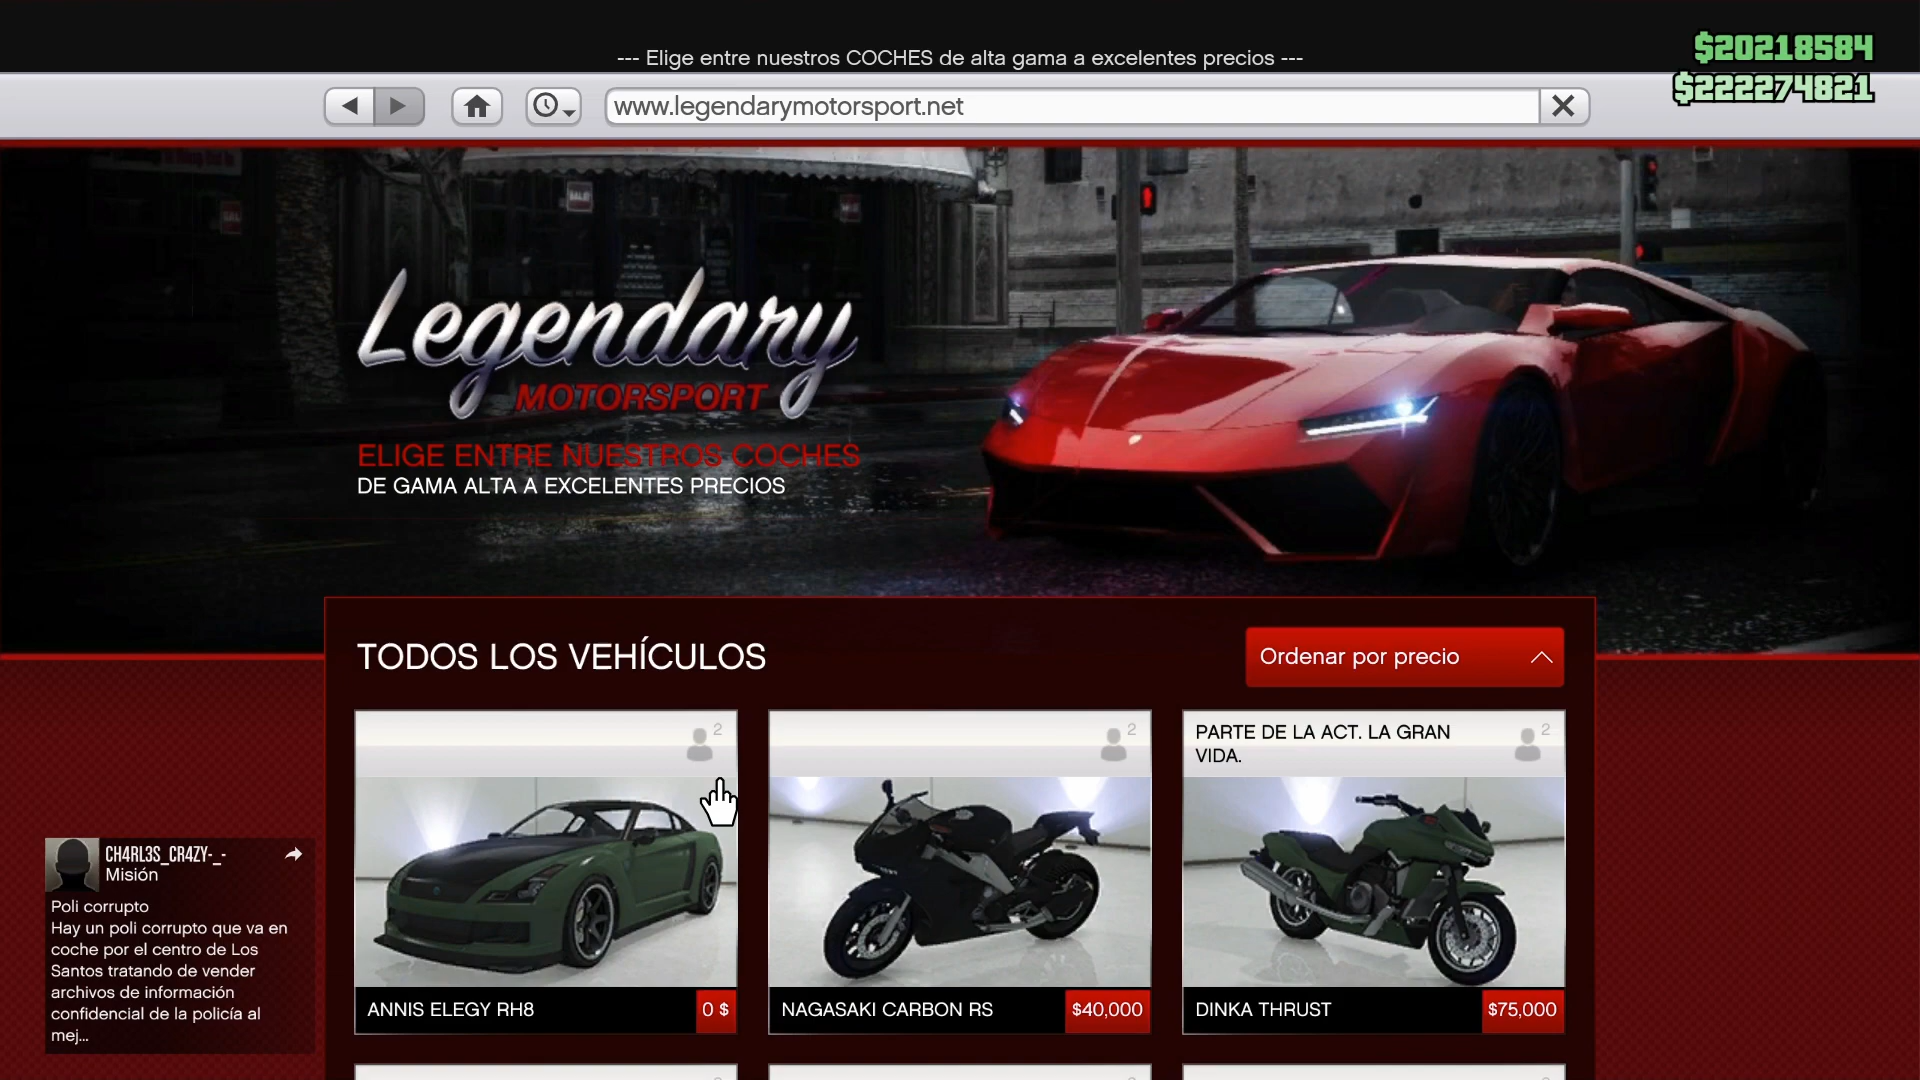 --- Elige entre nuestros COCHES de alta gama a excelentes precios ---
$20218584
$222274821
www.legendarymotorsport.net
SALE!
Legendary
MOTORSPORT
ELIGE ENTRE NUESTROS COCHES
DE GAMA ALTA A EXCELENTES PRECIOS
TODOS LOS VEHÍCULOS
Ordenar por precio
2
2
PARTE DE LA ACT. LA GRAN
VIDA.
2
ANNIS ELEGY RH8
0 $
NAGASAKI CARBON RS
$40,000
DINKA THRUST
$75,000
CH4RL3S_CR4ZY-_-
Misión
Poli corrupto
Hay un poli corrupto que va en
coche por el centro de Los
Santos tratando de vender
archivos de información
confidencial de la policía al
mej...